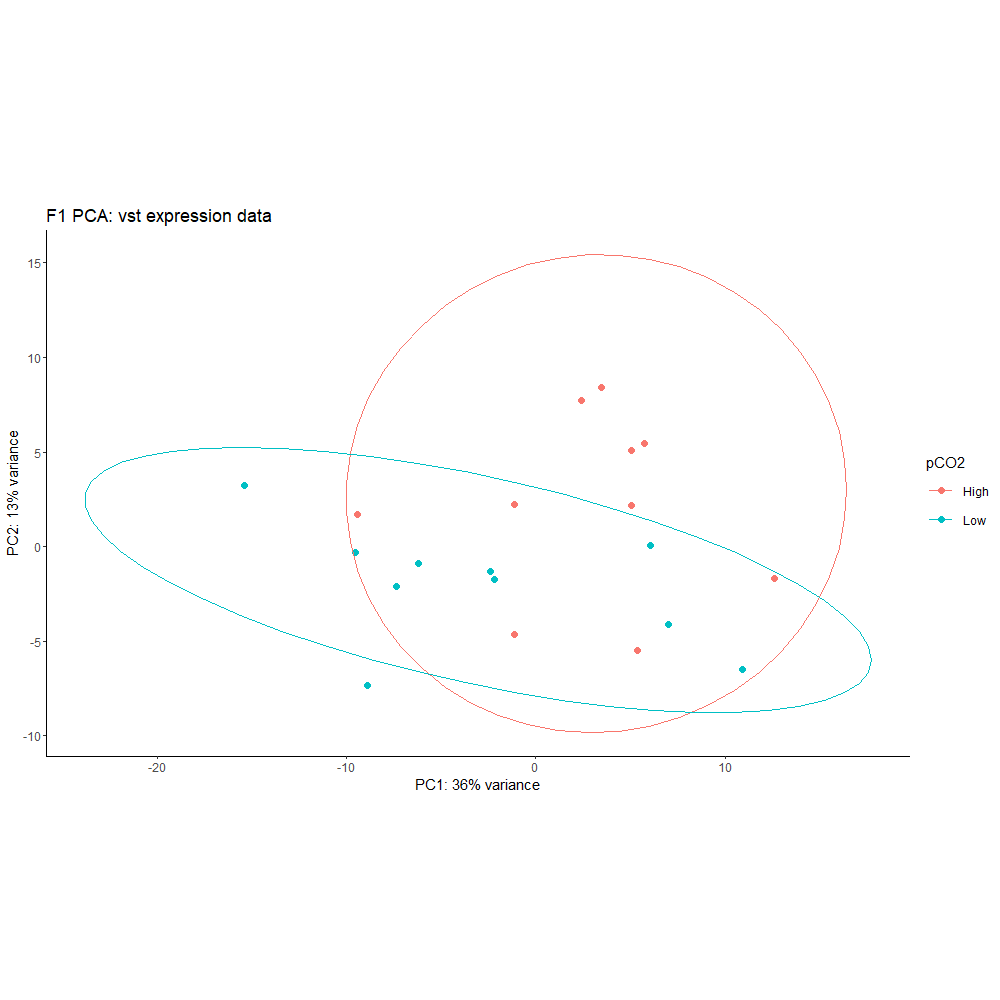 F1 PCA: vst expression data
15
10
5
0
-5
-10
PC2: 13% variance
-20
-10
0
10
PC1: 36% variance
pCO2
High
Low